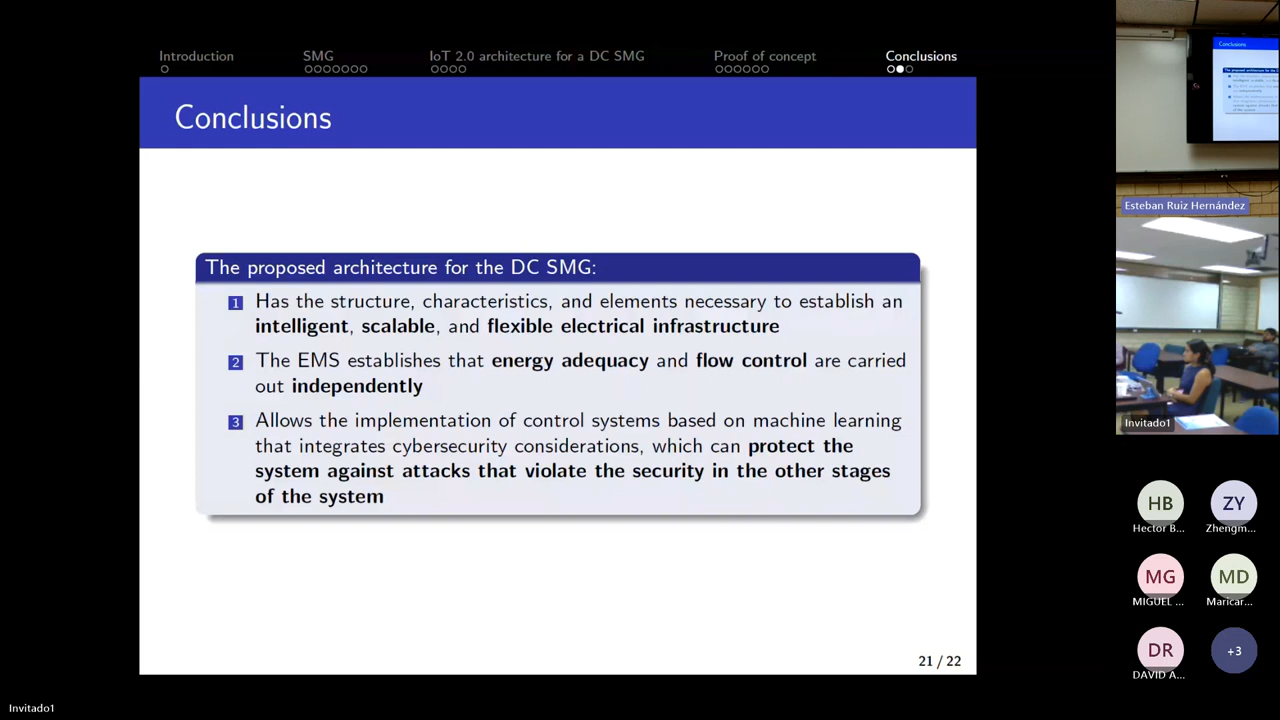 Introduction
SMG
IoT 2.0 architecture for a DC SMG
Proof of concept
Conclusions
Conclusions
The proposed architecture for the DC SMG:
1 Has the structure, characteristics, and elements necessary to establish an
intelligent, scalable, and flexible electrical infrastructure
2 The EMS establishes that energy adequacy and flow control are carried
out independently
3 Allows the implementation of control systems based on machine learning
that integrates cybersecurity considerations, which can protect the
system against attacks that violate the security in the other stages
of the system
21 / 22
Conclusions
Esteban Ruiz Hernández
Invitado1
HB
Hector B...
ZY
Zhengm...
MG
MIGUEL ...
MD
Maricar...
DR
DAVID A...
+3
Invitado1